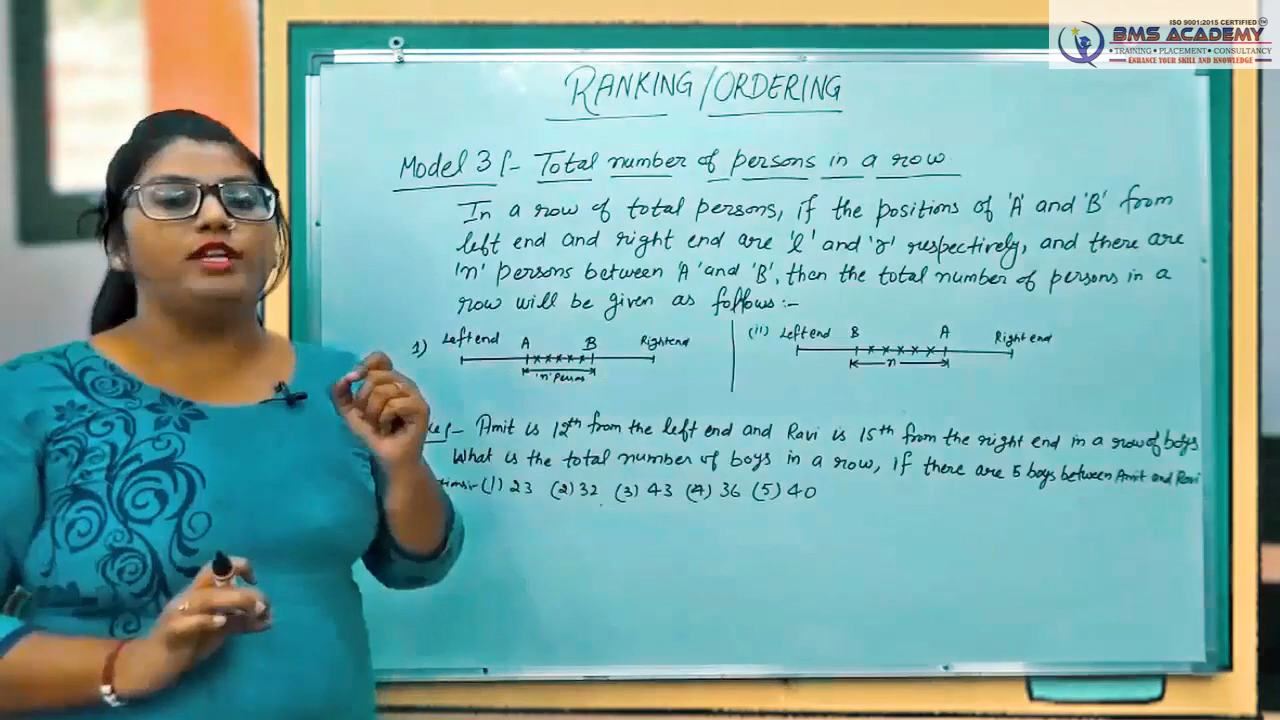 ISO 9001:2015 CERTIFIED TM
BMS ACADEMY
• TRAINING • PLACEMENT • CONSULTANCY
ENHANCE YOUR SKILL AND KNOWLEDGE
RANKING/ORDERING
Model 3:- Total number of persons in a row
In a row of total persons, if the positions of 'A' and 'B' from
left end and right end are 'l' and 'r' respectively, and there are
'n' persons between 'A' and 'B', then the total number of persons in a
row will be given as follows:-
1) Left end A B Right end
'n' Persons
(ii) Left end B A Right end
n
Amit is 12th from the left end and Ravi is 15th from the right end in a row of boys
What is the total number of boys in a row, if there are 5 boys between Amit and Ravi
(1) 23 (2) 32 (3) 43 (4) 36 (5) 40